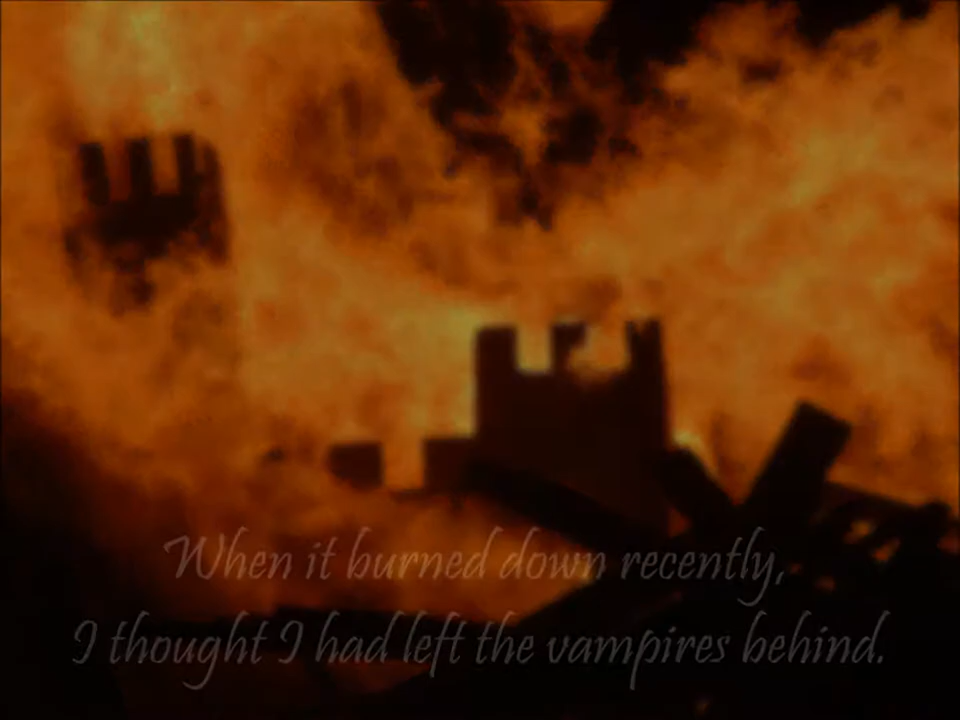 When it burned down recently,
I thought I had left the vampires behind.